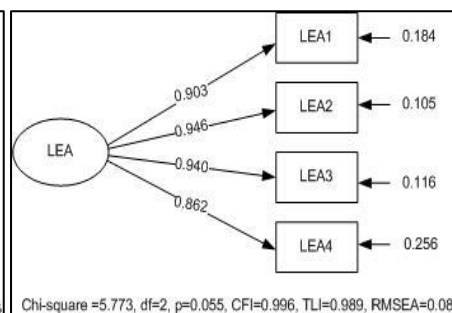 LEA1
0.184
0.903
LEA2
0.105
0.946
LEA
0.940
LEA3
0.116
0.862
LEA4
0.256
Chi-square =5.773, df=2, p=0.055, CFI=0.996, TLI=0.989, RMSEA=0.08